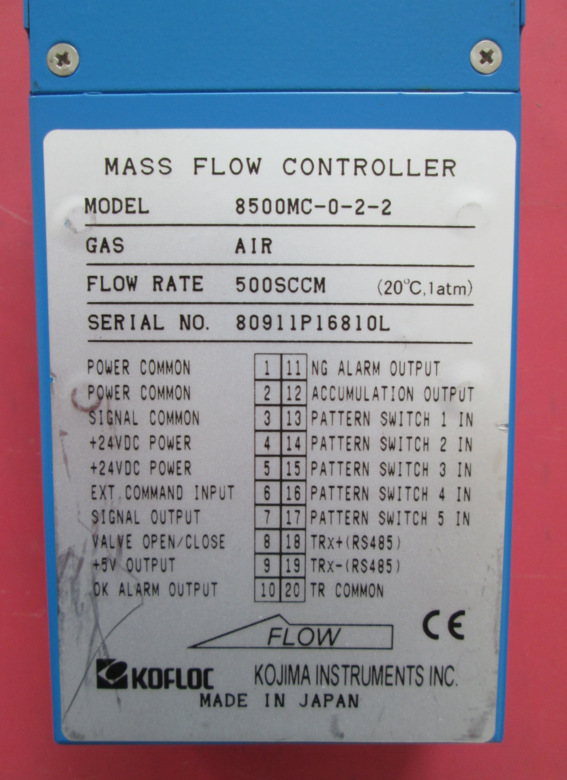 MASS FLOW CONTROLLER
MODEL 8500MC-0-2-2
GAS AIR
FLOW RATE 500SCCM (20°C,1atm)
SERIAL NO. 80911P16810L
POWER COMMON 1 11 NG ALARM OUTPUT
POWER COMMON 2 12 ACCUMULATION OUTPUT
SIGNAL COMMON 3 13 PATTERN SWITCH 1 IN
+24VDC POWER 4 14 PATTERN SWITCH 2 IN
+24VDC POWER 5 15 PATTERN SWITCH 3 IN
EXT.COMMAND INPUT 6 16 PATTERN SWITCH 4 IN
SIGNAL OUTPUT 7 17 PATTERN SWITCH 5 IN
VALVE OPEN/CLOSE 8 18 TRx+(RS485)
+5V OUTPUT 9 19 TRx-(RS485)
OK ALARM OUTPUT 10 20 TR COMMON
FLOW CE
KOFLOC KOJIMA INSTRUMENTS INC.
MADE IN JAPAN